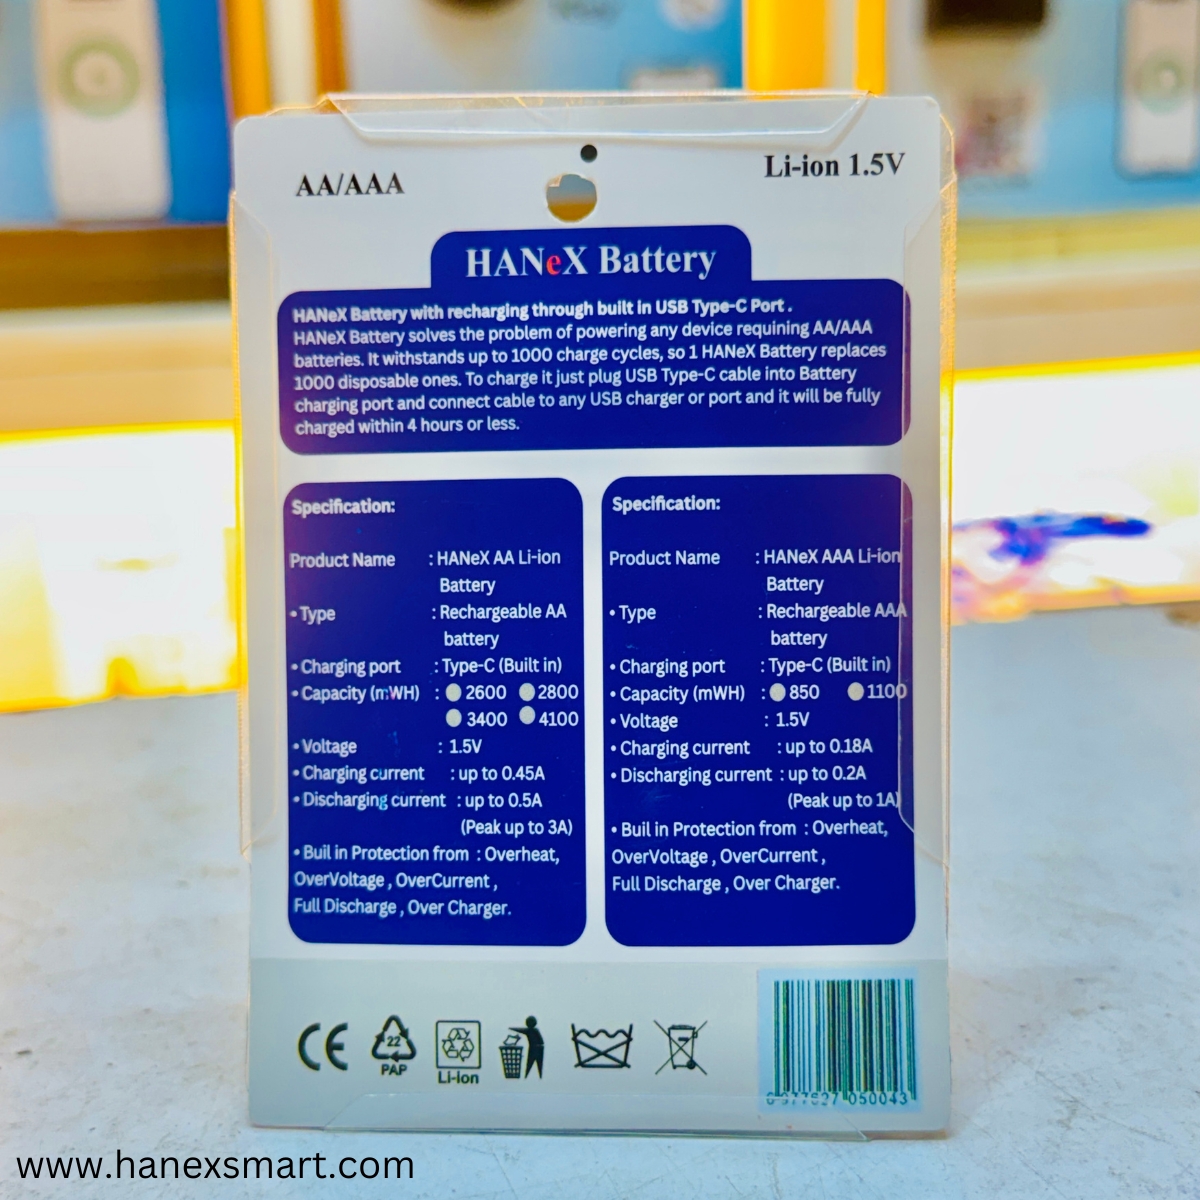 AA/AAA
Li-ion 1.5V
HANeX Battery
HANeX Battery with recharging through built in USB Type-C Port .
HANeX Battery solves the problem of powering any device requining AA/AAA
batteries. It withstands up to 1000 charge cycles, so 1 HANeX Battery replaces
1000 disposable ones. To charge it just plug USB Type-C cable into Battery
charging port and connect cable to any USB charger or port and it will be fully
charged within 4 hours or less.
Specification:
Product Name : HANeX AA Li-ion
Battery
• Type : Rechargeable AA
battery
• Charging port : Type-C (Built in)
• Capacity (mWH) : 2600 2800
3400 4100
• Voltage : 1.5V
• Charging current : up to 0.45A
• Discharging current : up to 0.5A
(Peak up to 3A)
• Buil in Protection from : Overheat,
OverVoltage , OverCurrent ,
Full Discharge , Over Charger.
Specification:
Product Name : HANeX AAA Li-ion
Battery
• Type : Rechargeable AAA
battery
• Charging port : Type-C (Built in)
• Capacity (mWH) : 850 1100
• Voltage : 1.5V
• Charging current : up to 0.18A
• Discharging current : up to 0.2A
(Peak up to 1A)
• Buil in Protection from : Overheat,
OverVoltage , OverCurrent ,
Full Discharge , Over Charger.
CE
22
PAP
Li-ion
050043
www.hanexsmart.com